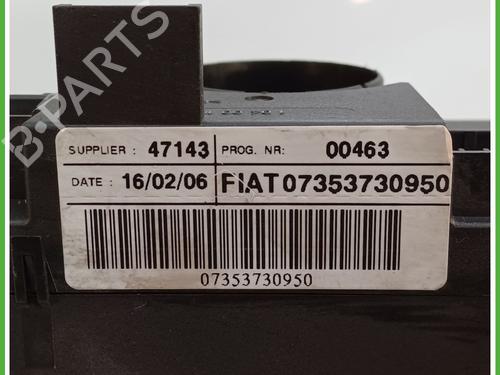 B-PARTS
SUPPLIER : 47143 PROG. NR: 00463
DATE : 16/02/06 FIAT 07353730950
07353730950